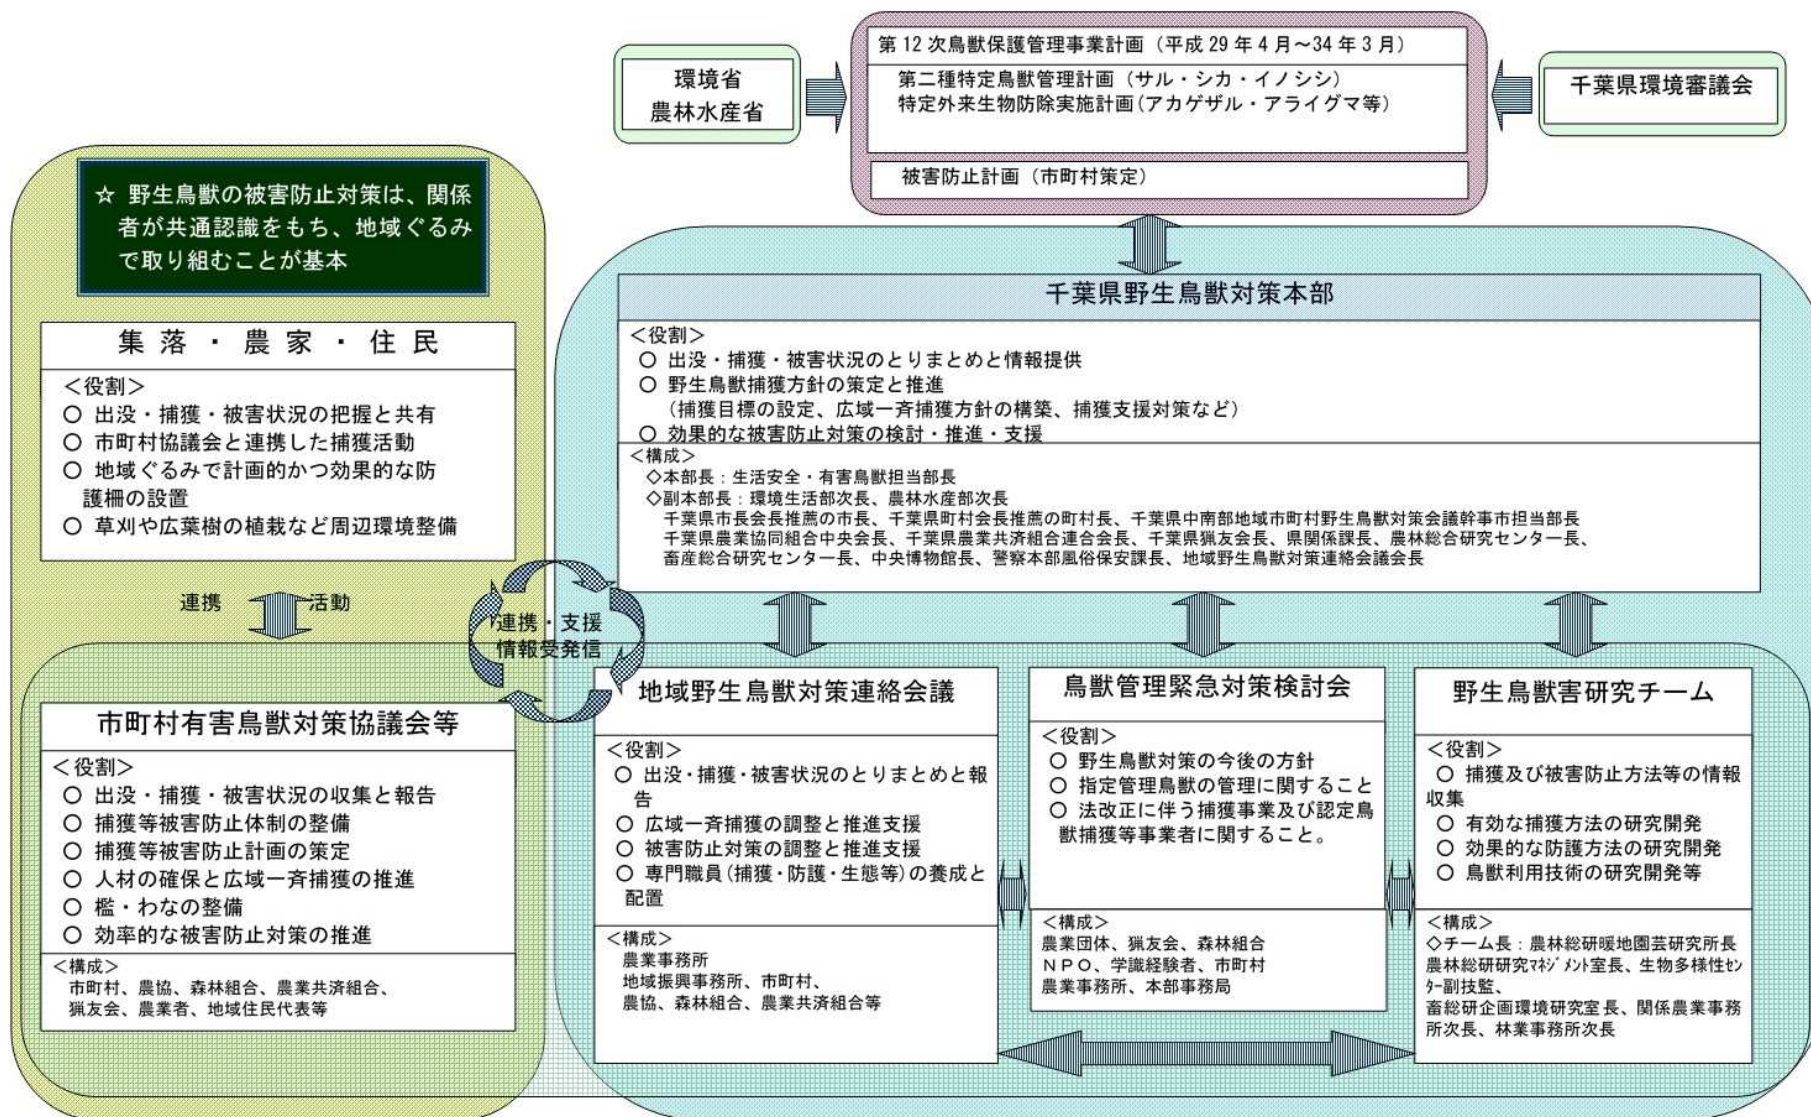 環境省
農林水産省
第12次鳥獣保護管理事業計画（平成29年4月～34年3月）
第二種特定鳥獣管理計画（サル・シカ・イノシシ）
特定外来生物防除実施計画(アカゲザル・アライグマ等)
被害防止計画（市町村策定）
千葉県環境審議会
☆ 野生鳥獣の被害防止対策は、関係
者が共通認識をもち、地域ぐるみ
で取り組むことが基本
集落・農家・住民
＜役割＞
○ 出没・捕獲・被害状況の把握と共有
○ 市町村協議会と連携した捕獲活動
○ 地域ぐるみで計画的かつ効果的な防
護柵の設置
○ 草刈や広葉樹の植栽など周辺環境整備
連携 活動
市町村有害鳥獣対策協議会等
＜役割＞
○ 出没・捕獲・被害状況の収集と報告
○ 捕獲等被害防止体制の整備
○ 捕獲等被害防止計画の策定
○ 人材の確保と広域一斉捕獲の推進
○ 檻・わなの整備
○ 効率的な被害防止対策の推進
＜構成＞
市町村、農協、森林組合、農業共済組合、
猟友会、農業者、地域住民代表等
連携・支援
情報受発信
千葉県野生鳥獣対策本部
＜役割＞
○ 出没・捕獲・被害状況のとりまとめと情報提供
○ 野生鳥獣捕獲方針の策定と推進
（捕獲目標の設定、広域一斉捕獲方針の構築、捕獲支援対策など）
○ 効果的な被害防止対策の検討・推進・支援
＜構成＞
◇本部長：生活安全・有害鳥獣担当部長
◇副本部長：環境生活部次長、農林水産部次長
千葉県市長会長推薦の市長、千葉県町村会長推薦の町村長、千葉県中南部地域市町村野生鳥獣対策会議幹事市担当部長
千葉県農業協同組合中央会長、千葉県農業共済組合連合会長、千葉県猟友会長、県関係課長、農林総合研究センター長、
畜産総合研究センター長、中央博物館長、警察本部風俗保安課長、地域野生鳥獣対策連絡会議会長
地域野生鳥獣対策連絡会議
＜役割＞
○ 出没・捕獲・被害状況のとりまとめと報
告
○ 広域一斉捕獲の調整と推進支援
○ 被害防止対策の調整と推進支援
○ 専門職員(捕獲・防護・生態等)の養成と
配置
＜構成＞
農業事務所
地域振興事務所、市町村、
農協、森林組合、農業共済組合等
鳥獣管理緊急対策検討会
＜役割＞
○ 野生鳥獣対策の今後の方針
○ 指定管理鳥獣の管理に関すること
○ 法改正に伴う捕獲事業及び認定鳥
獣捕獲等事業者に関すること。
＜構成＞
農業団体、猟友会、森林組合
ＮＰＯ、学識経験者、市町村
農業事務所、本部事務局
野生鳥獣害研究チーム
＜役割＞
○ 捕獲及び被害防止方法等の情報
収集
○ 有効な捕獲方法の研究開発
○ 効果的な防護方法の研究開発
○ 鳥獣利用技術の研究開発等
＜構成＞
◇チーム長：農林総研暖地園芸研究所長
農林総研研究ﾏﾈｼﾞﾒﾝﾄ室長、生物多様性ｾﾝ
ﾀｰ副技監、
畜総研企画環境研究室長、関係農業事務
所次長、林業事務所次長